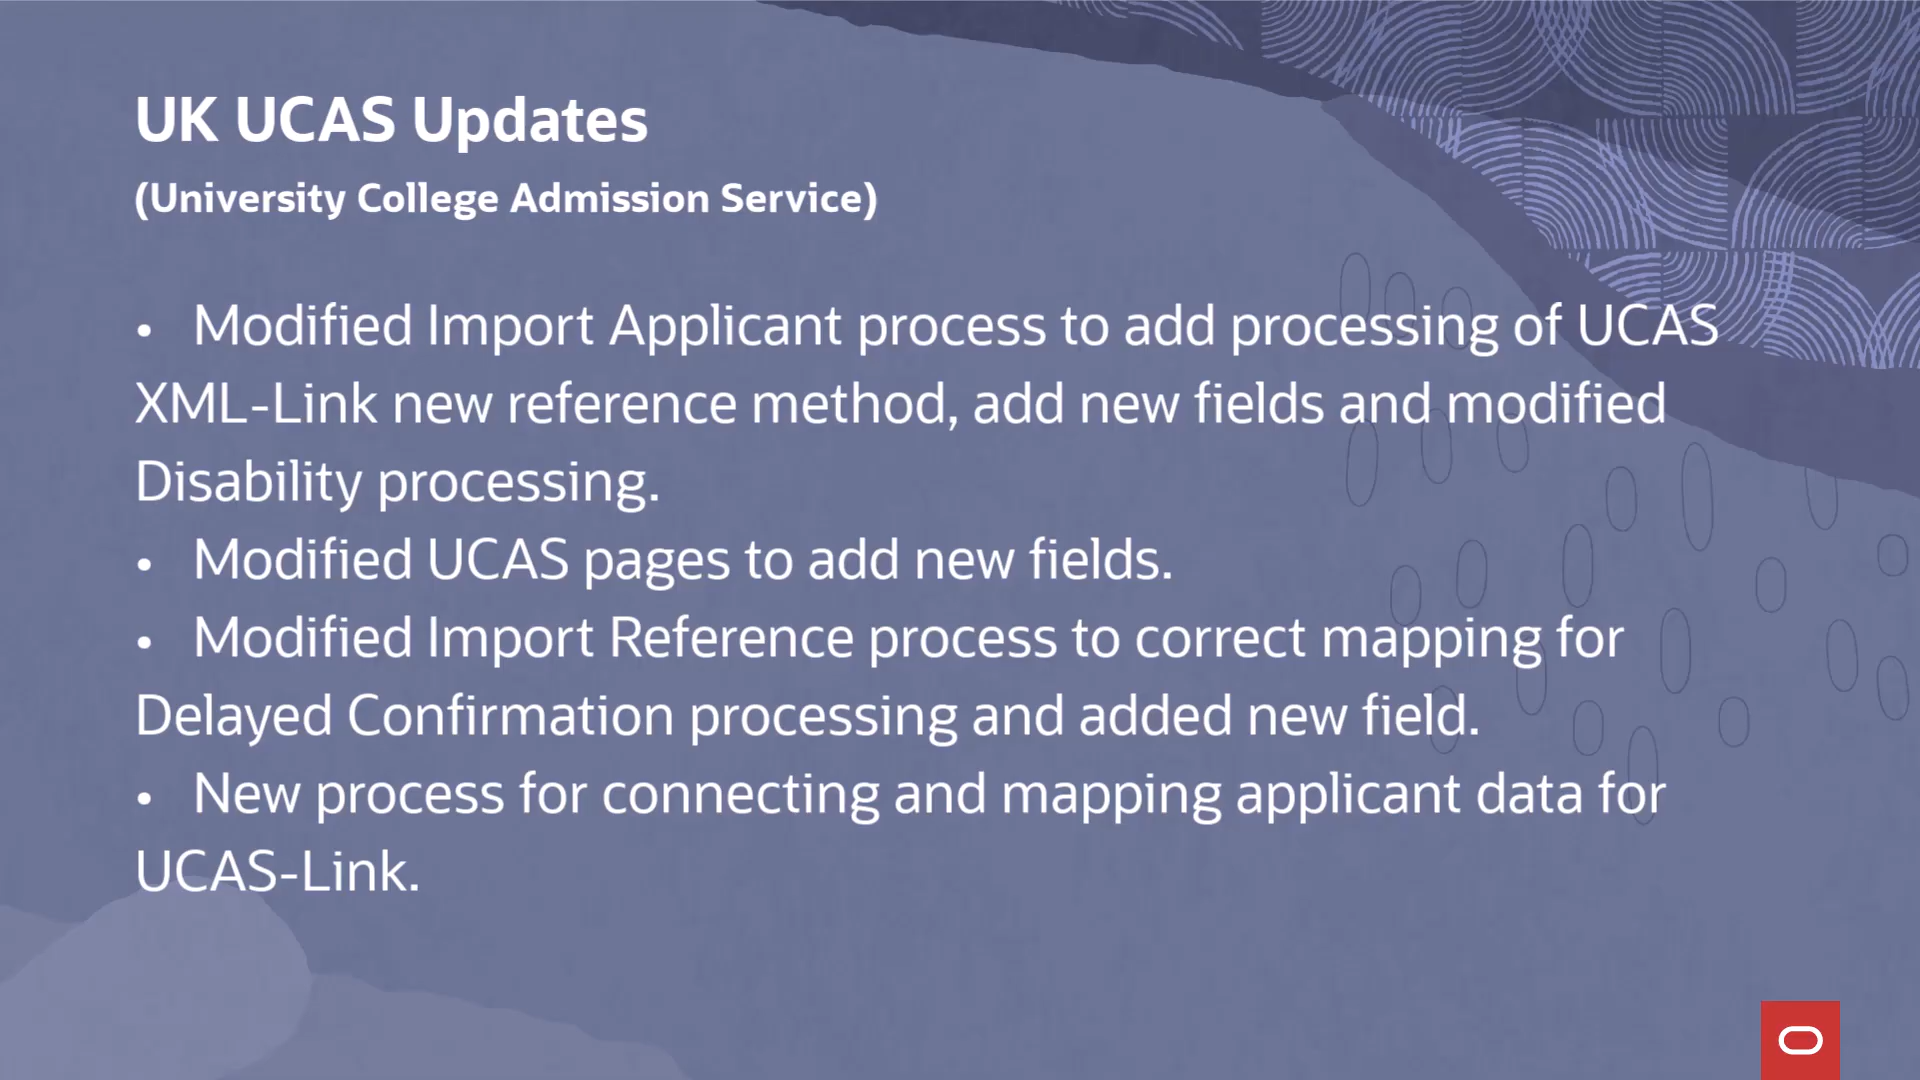 UK UCAS Updates
(University College Admission Service)
• Modified Import Applicant process to add processing of UCAS
XML-Link new reference method, add new fields and modified
Disability processing.
• Modified UCAS pages to add new fields.
• Modified Import Reference process to correct mapping for
Delayed Confirmation processing and added new field.
• New process for connecting and mapping applicant data for
UCAS-Link.